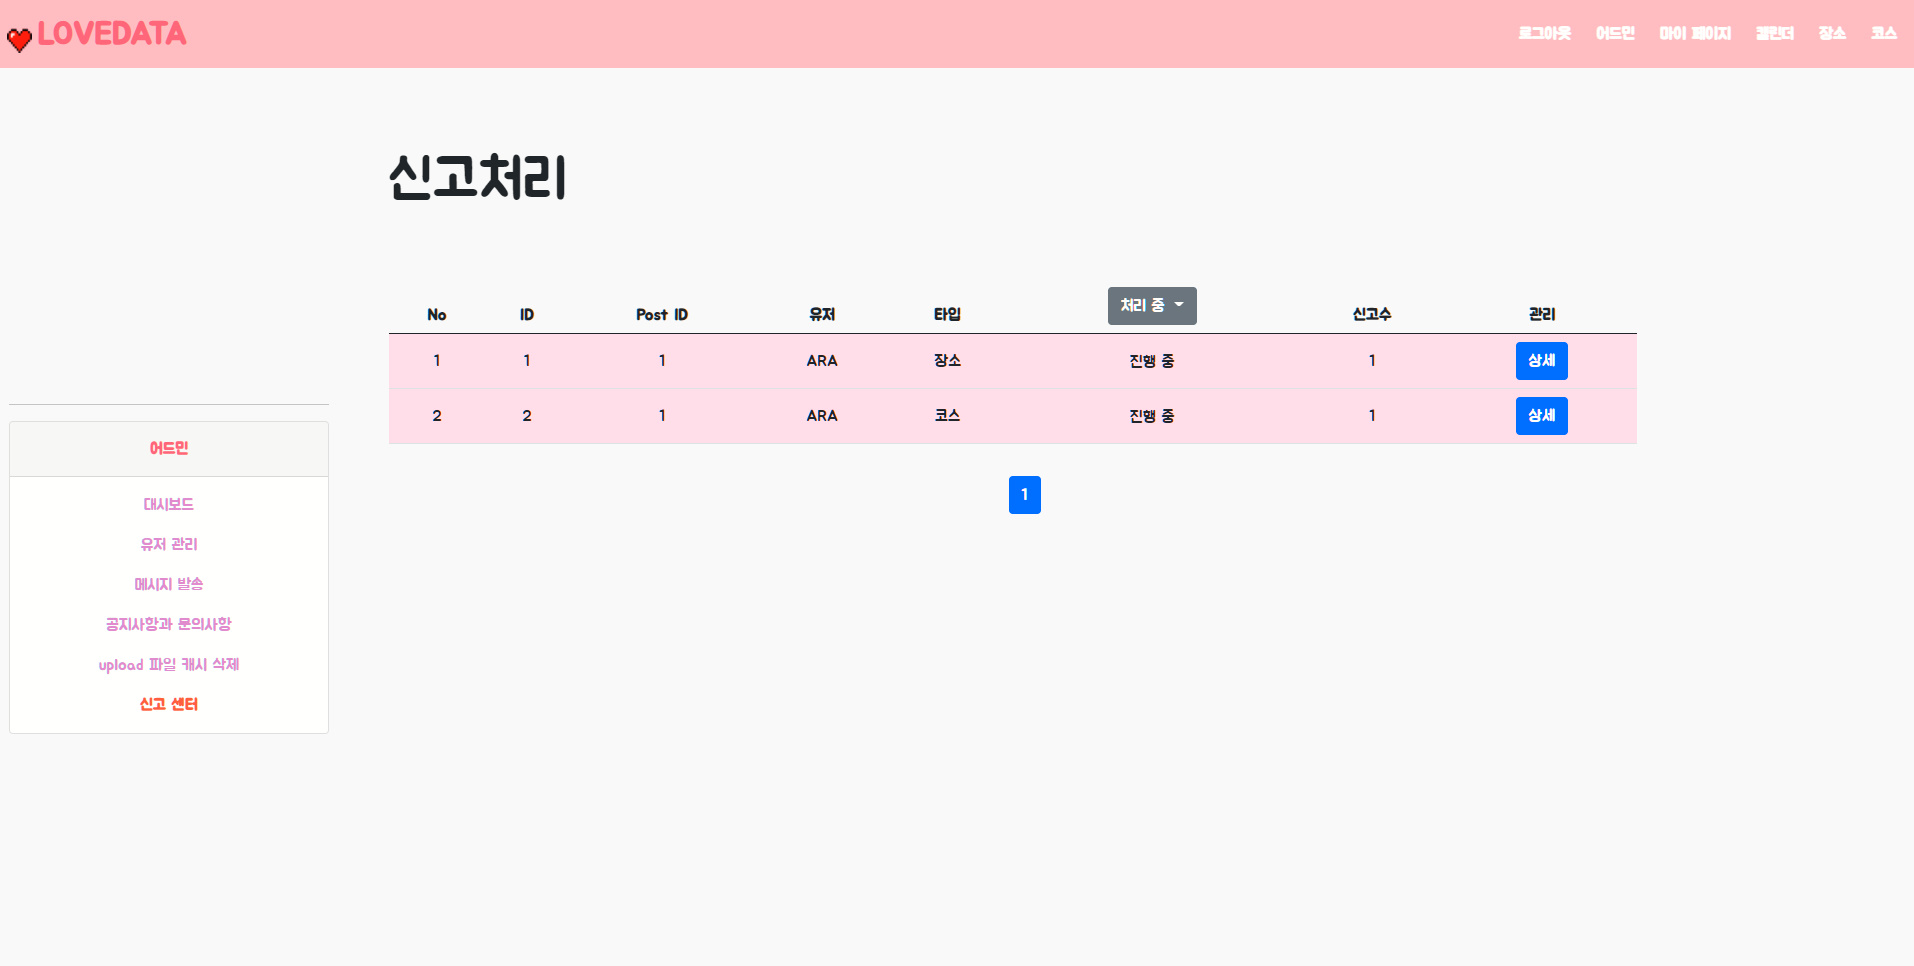 LOVEDATA
로그아웃 어드민 마이 페이지 캘린더 장소 코스
신고처리
No ID Post ID 유저 타입 처리 중 신고수 관리
1 1 1 ARA 장소 진행 중 1 상세
2 2 1 ARA 코스 진행 중 1 상세
1
어드민
대시보드
유저 관리
메시지 발송
공지사항과 문의사항
upload 파일 캐시 삭제
신고 센터